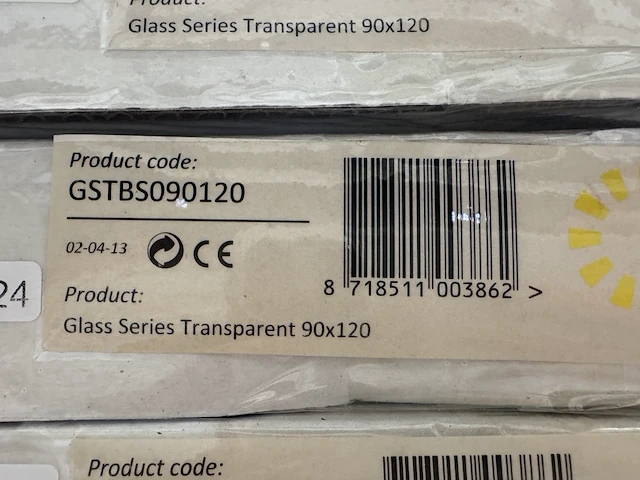 Product:
Glass Series Transparent 90x120
Product code:
GSTBS090120
02-04-13 CE
8 718511 003862 >
24
Product:
Glass Series Transparent 90x120
Product code: